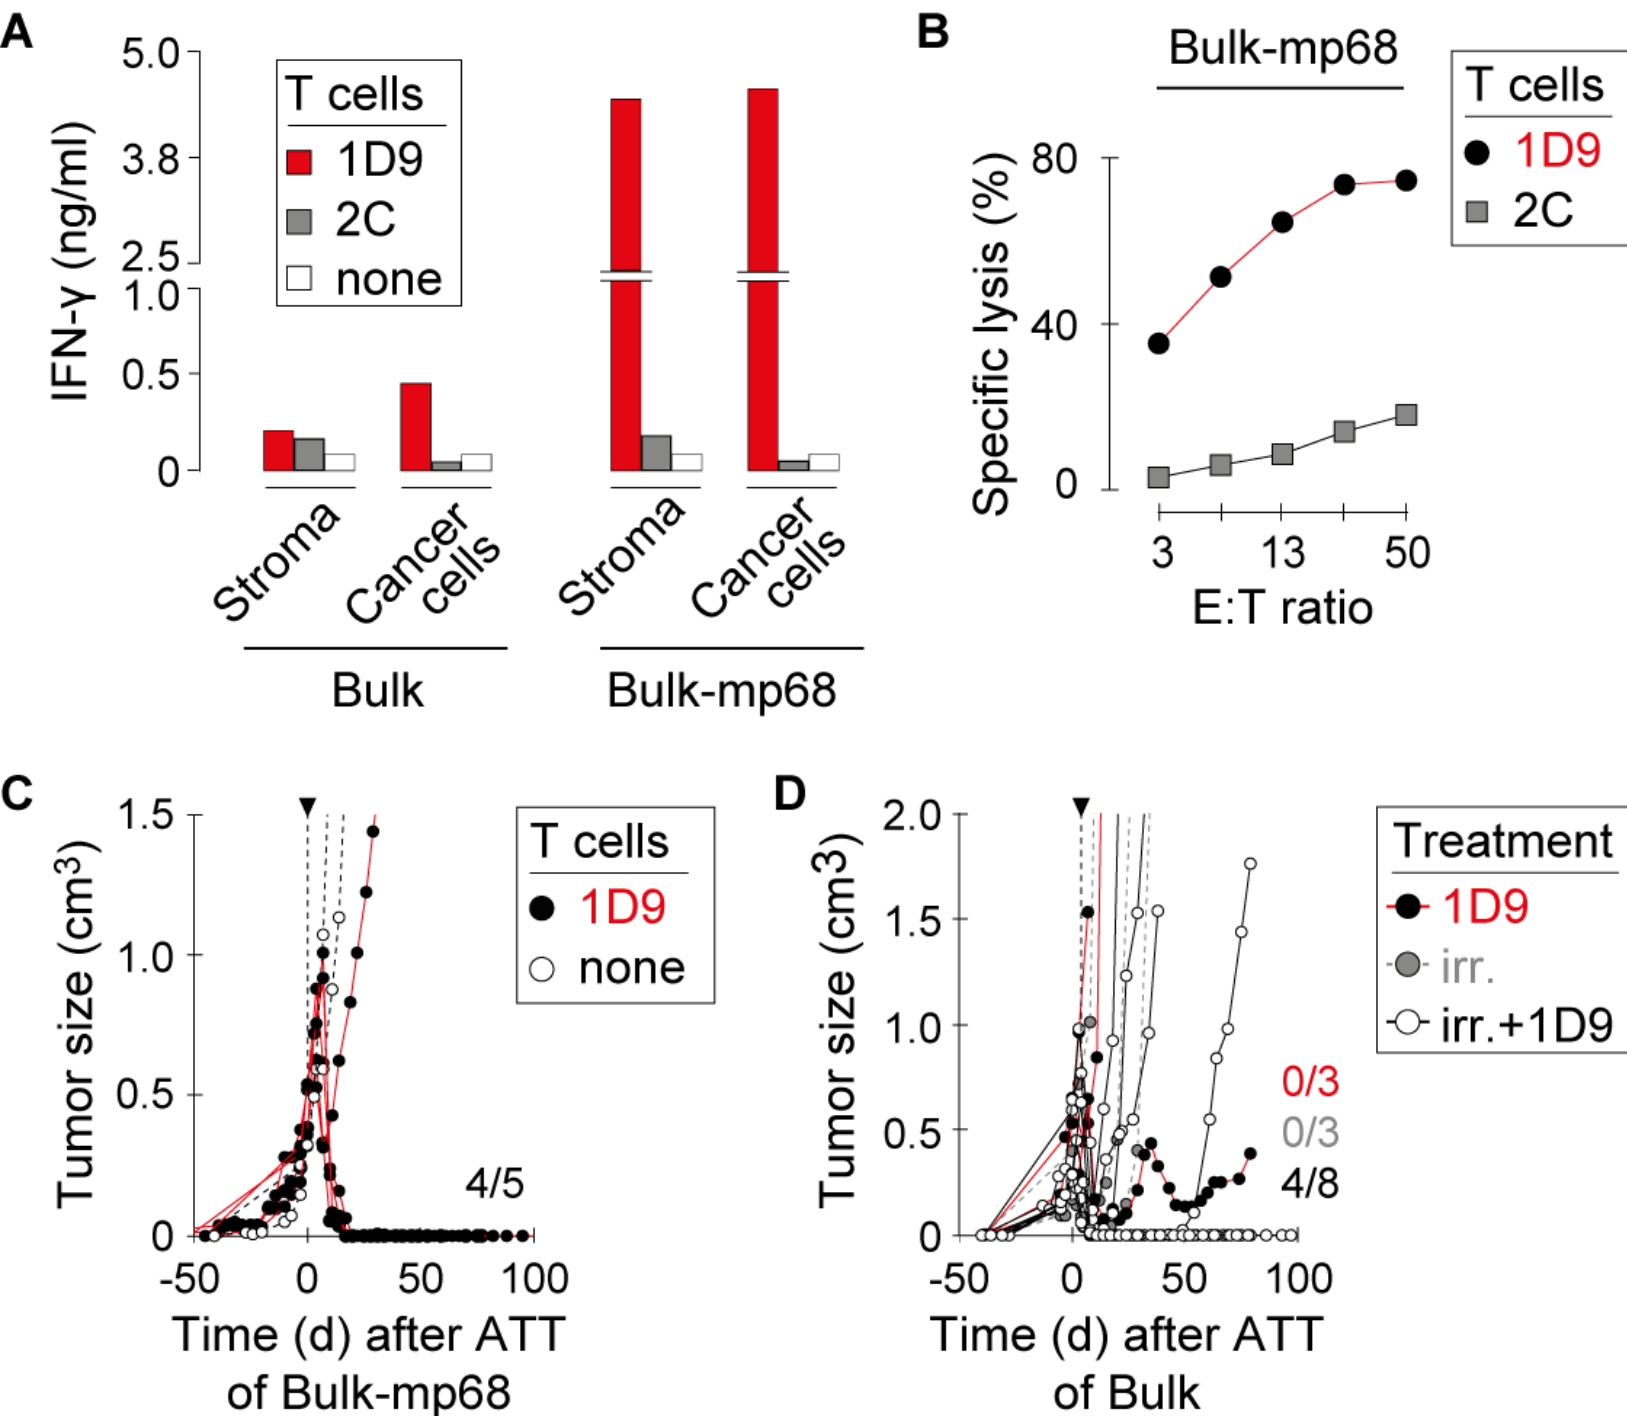 A
5.0
3.8
2.5
1.0
0.5
0
IFN-γ (ng/ml)
T cells
1D9
2C
none
Stroma
Cancer
cells
Stroma
Cancer
cells
Bulk
Bulk-mp68
B
Bulk-mp68
T cells
1D9
2C
Specific lysis (%)
80
40
0
3 13 50
E:T ratio
C
Tumor size (cm³)
1.5
1.0
0.5
0
T cells
1D9
none
4/5
-50 0 50 100
Time (d) after ATT
of Bulk-mp68
D
Tumor size (cm3)
2.0
1.5
1.0
0.5
0
Treatment
1D9
irr.
irr.+1D9
0/3
0/3
4/8
-50 0 50 100
Time (d) after ATT
of Bulk